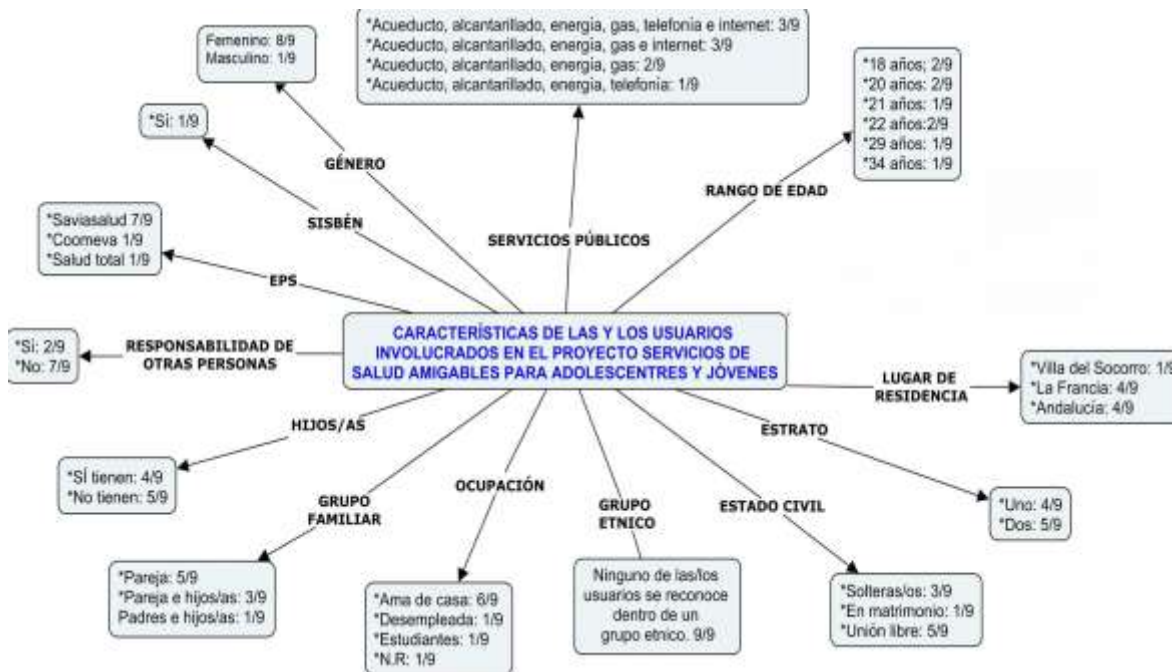 *Acueducto, alcantarillado, energía, gas, telefonía e internet: 3/9
*Acueducto, alcantarillado, energía, gas e internet: 3/9
*Acueducto, alcantarillado, energía, gas: 2/9
*Acueducto, alcantarillado, energía, telefonía: 1/9
Femenino: 8/9
Masculino: 1/9
*18 años; 2/9
*20 años: 2/9
*21 años: 1/9
*22 años:2/9
*29 años: 1/9
*34 años: 1/9
*Si: 1/9
GÉNERO
RANGO DE EDAD
SISBÉN
SERVICIOS PÚBLICOS
*Saviasalud 7/9
*Coomeva 1/9
*Salud total 1/9
EPS
CARACTERÍSTICAS DE LAS Y LOS USUARIOS
INVOLUCRADOS EN EL PROYECTO SERVICIOS DE
SALUD AMIGABLES PARA ADOLESCENTRES Y JÓVENES
*Si: 2/9
*No: 7/9
RESPONSABILIDAD DE
OTRAS PERSONAS
LUGAR DE
RESIDENCIA
*Villa del Socorro: 1/9
*La Francia: 4/9
*Andalucía: 4/9
HIJOS/AS
ESTRATO
*SÍ tienen: 4/9
*No tienen: 5/9
OCUPACIÓN
GRUPO
FAMILIAR
GRUPO
ETNICO
ESTADO CIVIL
*Uno: 4/9
*Dos: 5/9
*Pareja: 5/9
*Pareja e hijos/as: 3/9
Padres e hijos/as: 1/9
*Ama de casa: 6/9
*Desempleada: 1/9
*Estudiantes: 1/9
*N.R: 1/9
Ninguno de las/los
usuarios se reconoce
dentro de un
grupo etnico. 9/9
*Solteras/os: 3/9
*En matrimonio: 1/9
*Unión libre: 5/9